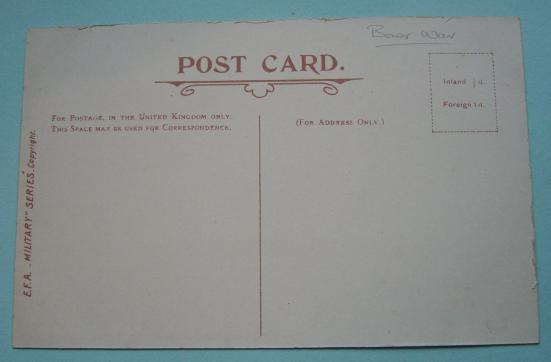 Boer War
POST CARD.
Inland ½d.
Foreign 1d.
FOR POSTAGE, IN THE UNITED KINGDOM ONLY.
THIS SPACE MAY BE USED FOR CORRESPONDENCE.
(FOR ADDRESS ONLY.)
E.F.A. "MILITARY" SERIES. Copyright.